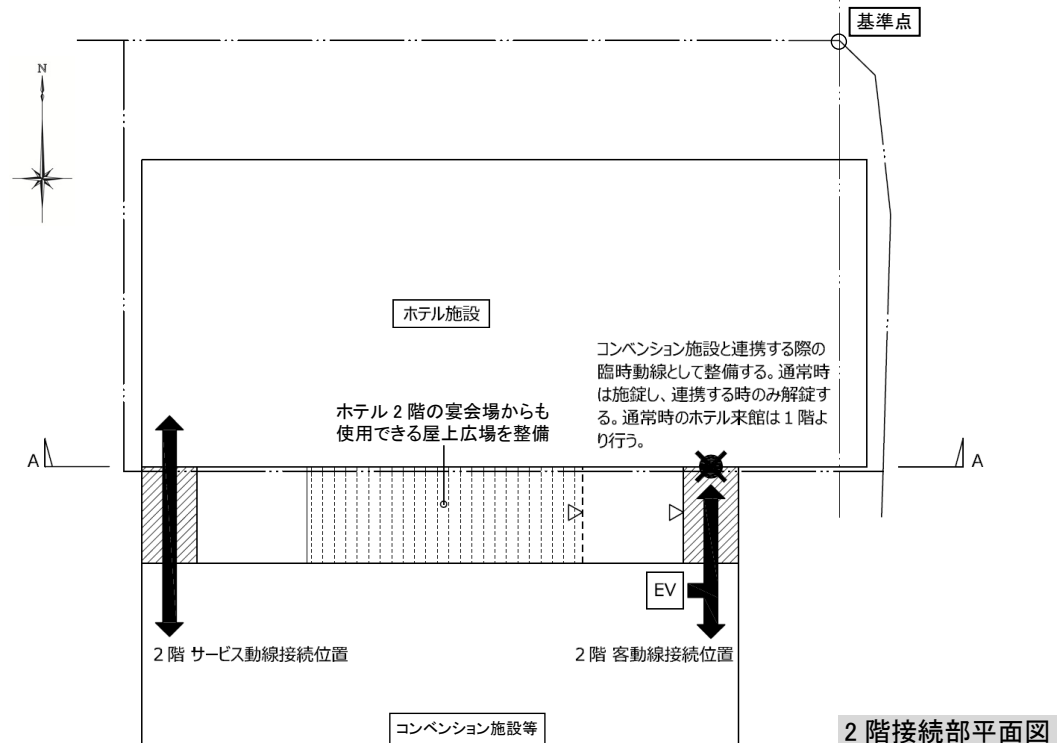 基準点
N
ホテル施設
コンベンション施設と連携する際の
臨時動線として整備する。通常時
は施錠し、連携する時のみ解錠す
る。通常時のホテル来館は1階よ
り行う。
ホテル2階の宴会場からも
使用できる屋上広場を整備
A
A
EV
2階 サービス動線接続位置
2階 客動線接続位置
コンベンション施設等
2階接続部平面図